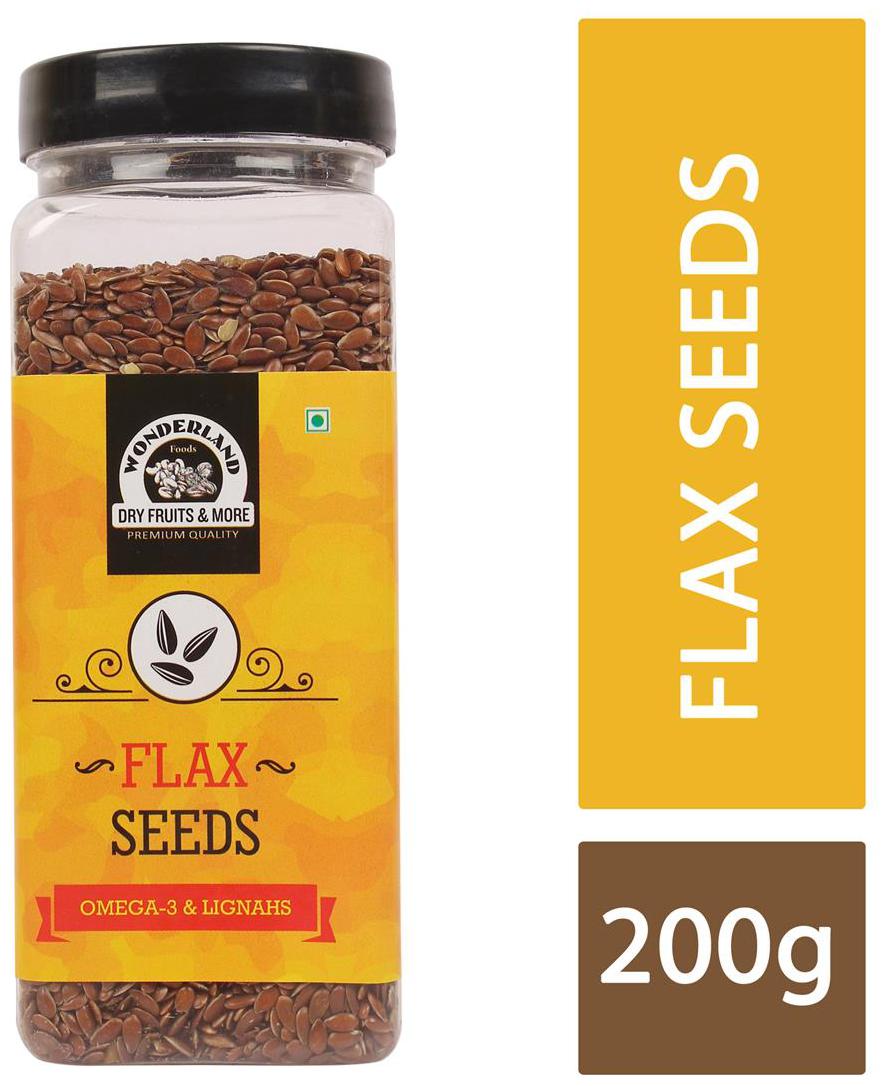 WONDERLAND
Foods
DRY FRUITS & MORE
PREMIUM QUALITY
FLAX
SEEDS
OMEGA-3 & LIGNAHS
FLAX SEEDS
200g